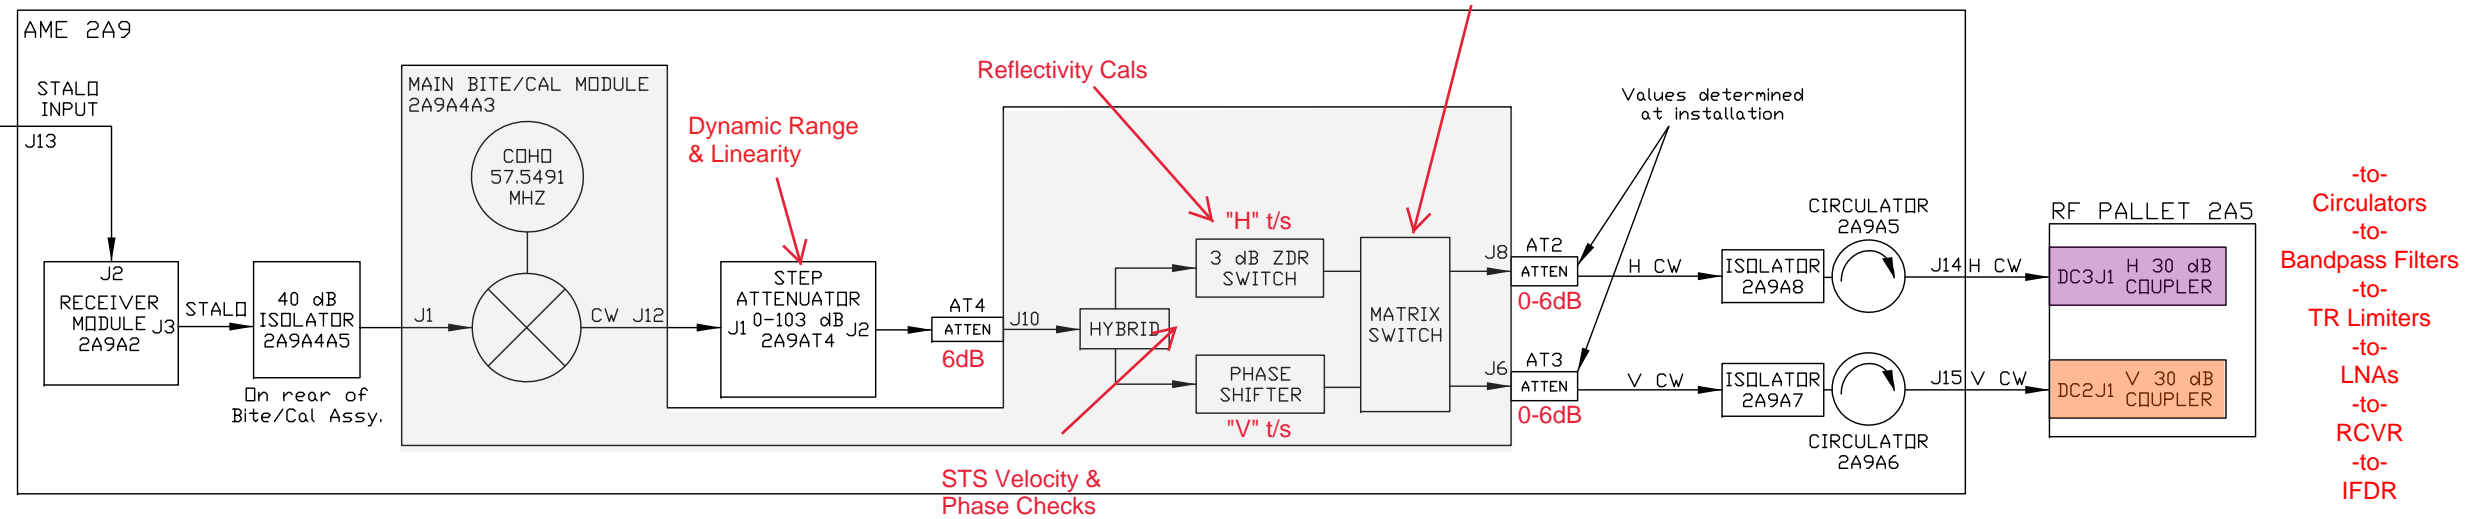 AME 2A9
STALO
INPUT
J13
J2
RECEIVER
MODULE
2A9A2
J3
STALO
40 dB
ISOLATOR
2A9A4A5
On rear of
Bite/Cal Assy.
MAIN BITE/CAL MODULE
2A9A4A3
COHO
57.5491
MHZ
J1
CW
J12
Dynamic Range
& Linearity
STEP
ATTENUATOR
0-103 dB
2A9AT4
J1
J2
AT4
ATTEN
6dB
J10
HYBRID
Reflectivity Cals
"H" t/s
3 dB ZDR
SWITCH
PHASE
SHIFTER
"V" t/s
STS Velocity &
Phase Checks
MATRIX
SWITCH
Values determined
at installation
J8
AT2
ATTEN
0-6dB
H CW
J6
AT3
ATTEN
0-6dB
V CW
ISOLATOR
2A9A8
CIRCULATOR
2A9A5
J14
H CW
ISOLATOR
2A9A7
CIRCULATOR
2A9A6
J15
V CW
RF PALLET 2A5
DC3J1
H 30 dB
COUPLER
DC2J1
V 30 dB
COUPLER
-to-
Circulators
-to-
Bandpass Filters
-to-
TR Limiters
-to-
LNAs
-to-
RCVR
-to-
IFDR